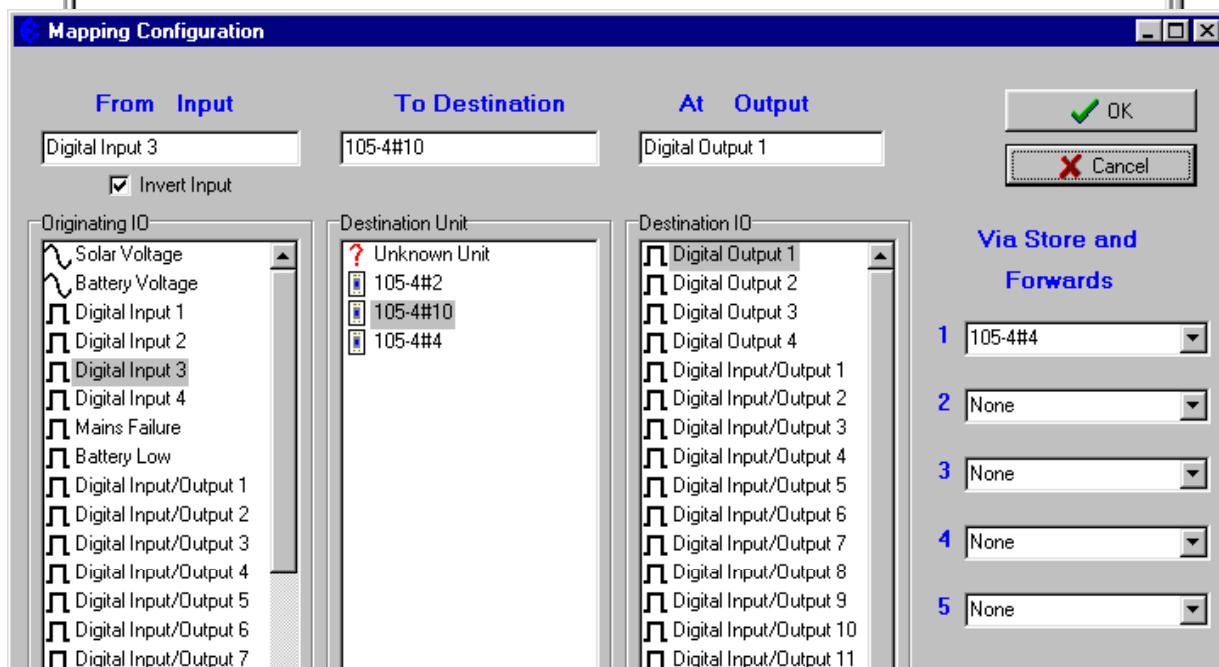 Mapping Configuration
From Input
To Destination
At Output
OK
Digital Input 3
105-4#10
Digital Output 1
Cancel
Invert Input
Originating IO
Solar Voltage
Battery Voltage
Digital Input 1
Digital Input 2
Digital Input 3
Digital Input 4
Mains Failure
Battery Low
Digital Input/Output 1
Digital Input/Output 2
Digital Input/Output 3
Digital Input/Output 4
Digital Input/Output 5
Digital Input/Output 6
Digital Input/Output 7
Destination Unit
? Unknown Unit
105-4#2
105-4#10
105-4#4
Destination IO
Digital Output 1
Digital Output 2
Digital Output 3
Digital Output 4
Digital Input/Output 1
Digital Input/Output 2
Digital Input/Output 3
Digital Input/Output 4
Digital Input/Output 5
Digital Input/Output 6
Digital Input/Output 7
Digital Input/Output 8
Digital Input/Output 9
Digital Input/Output 10
Digital Input/Output 11
Via Store and
Forwards
1 105-4#4
2 None
3 None
4 None
5 None